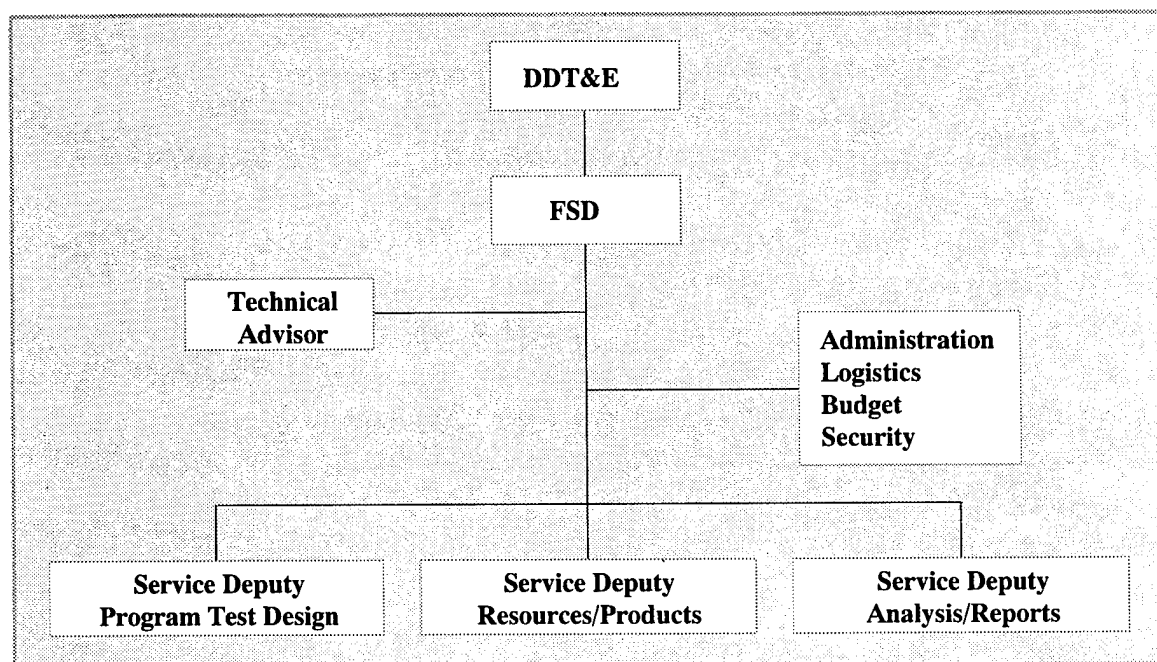 DDT&E
FSD
Technical
Advisor
Administration
Logistics
Budget
Security
Service Deputy
Program Test Design
Service Deputy
Resources/Products
Service Deputy
Analysis/Reports